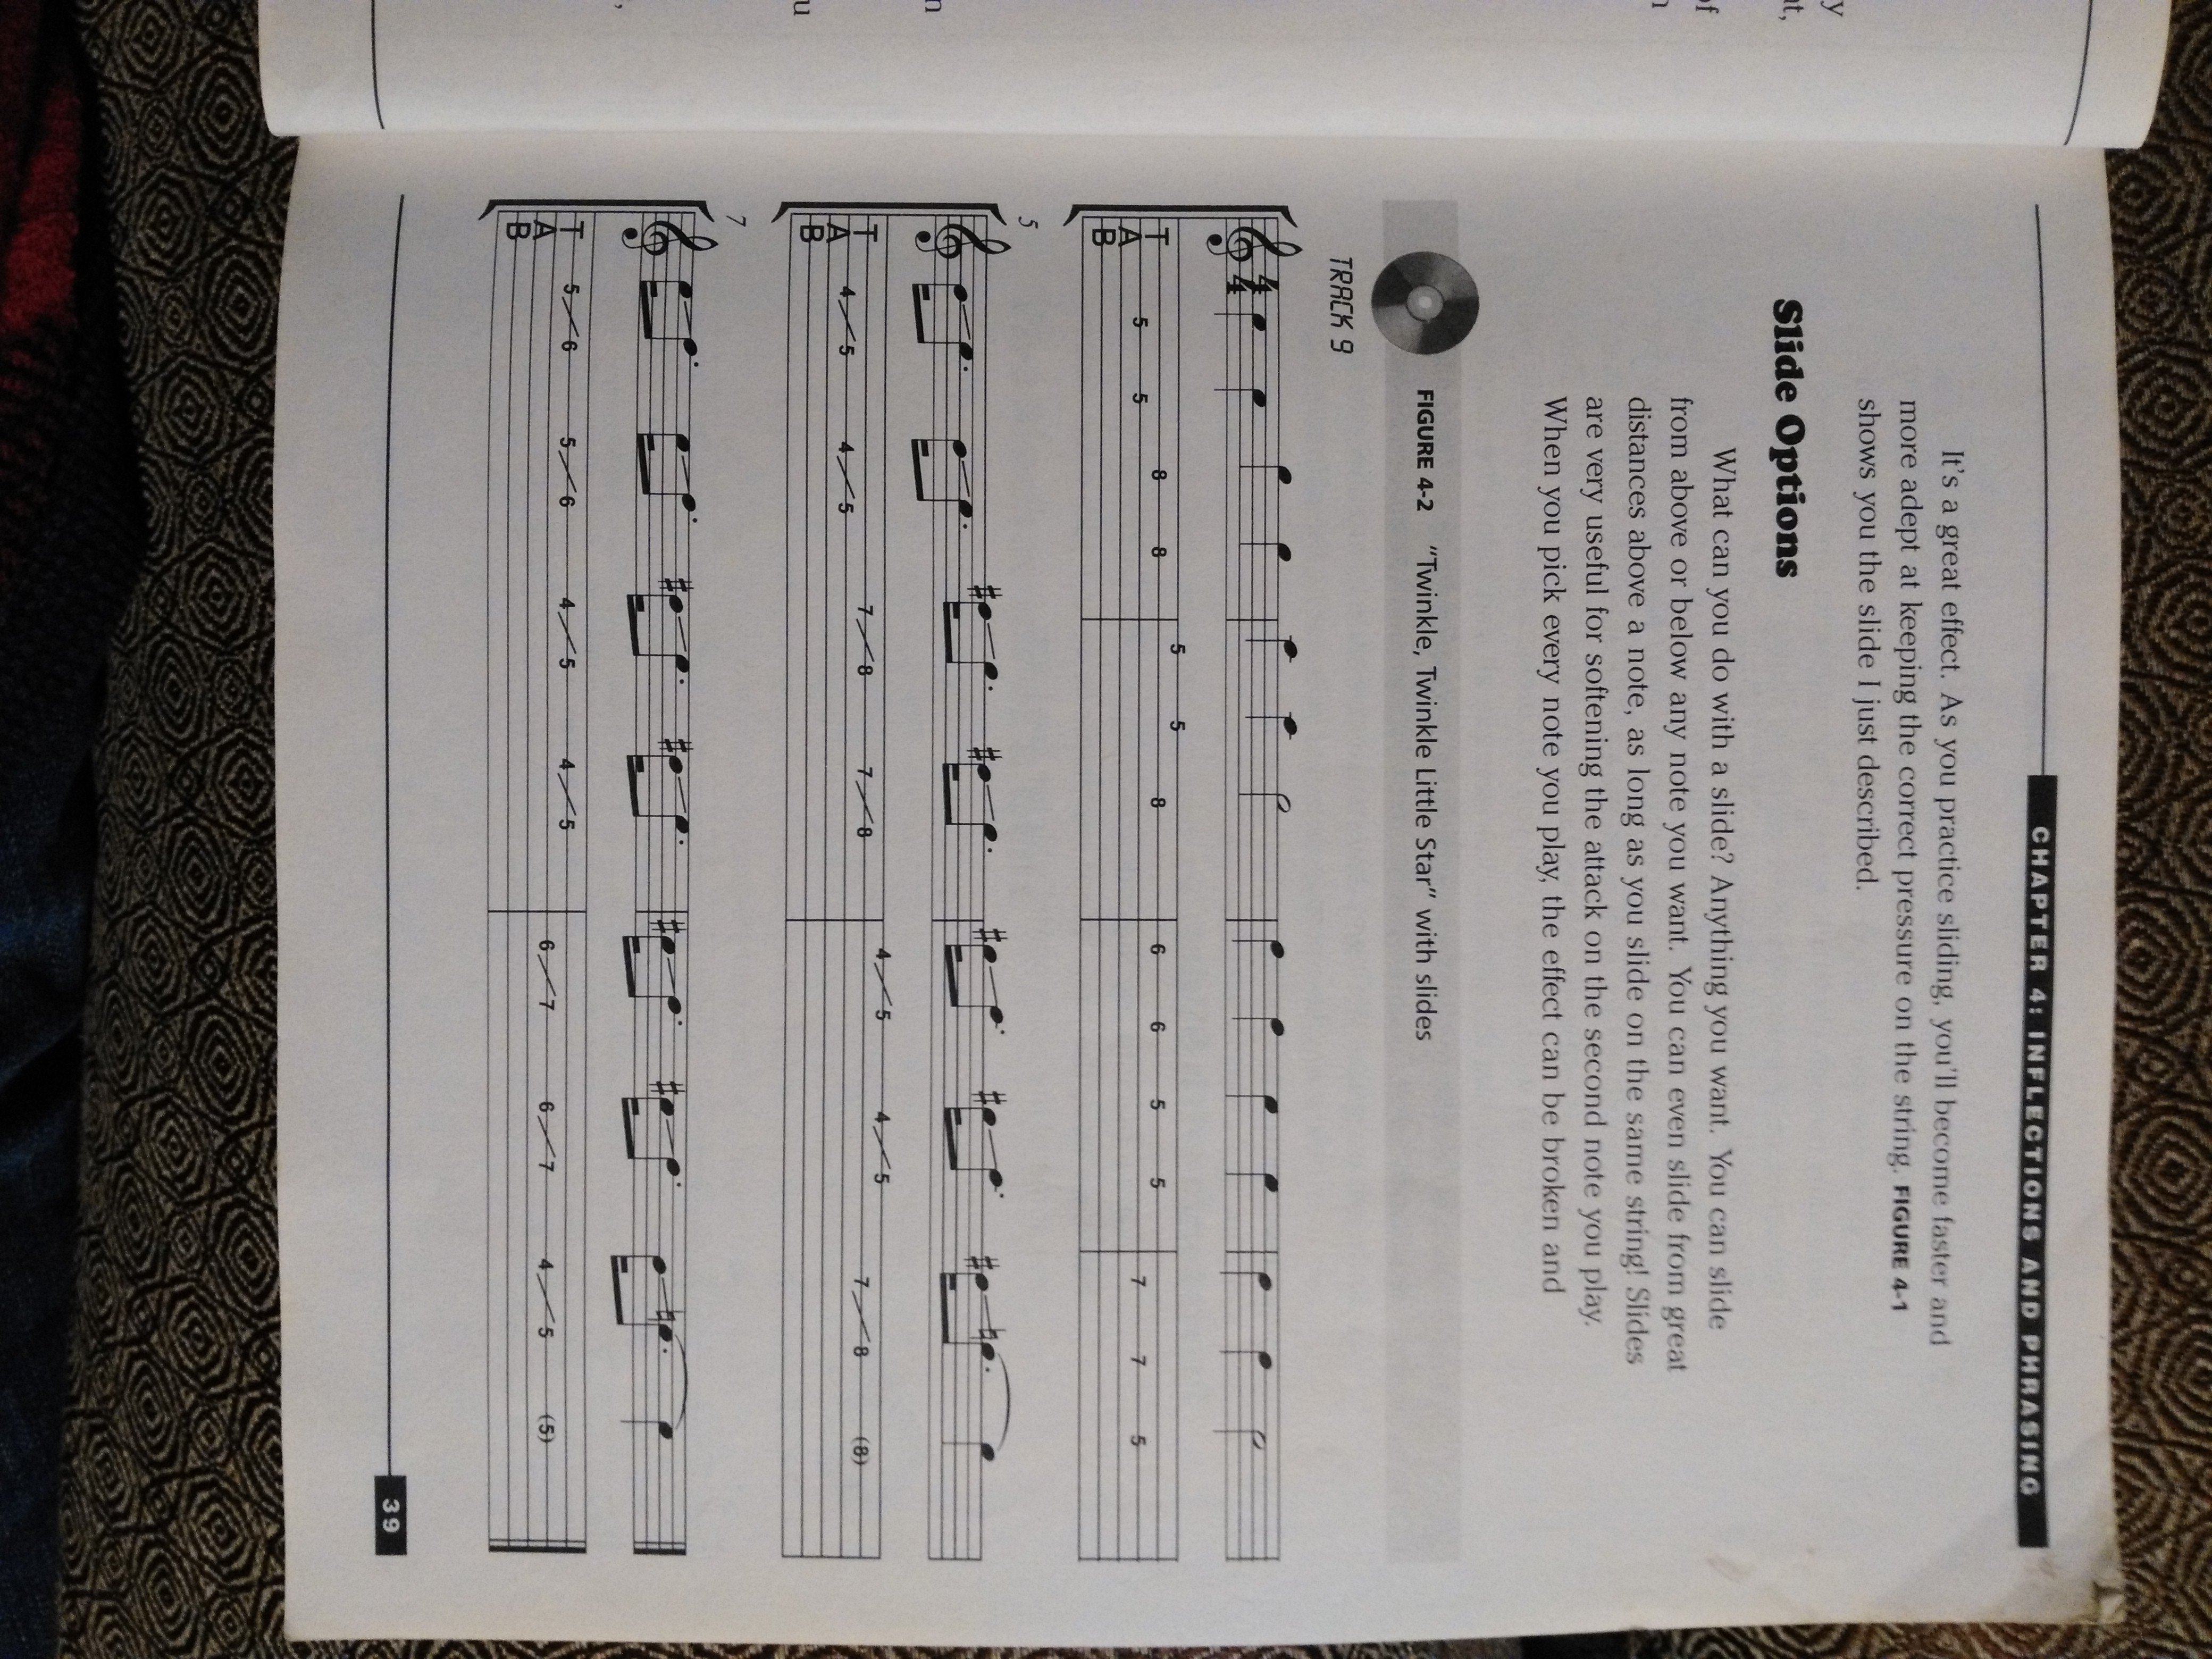 CHAPTER 4: INFLECTIONS AND PHRASING
It's a great effect. As you practice sliding, you'll become faster and
more adept at keeping the correct pressure on the string. FIGURE 4-1
shows you the slide I just described.
Slide Options
What can you do with a slide? Anything you want. You can slide
from above or below any note you want. You can even slide from great
distances above a note, as long as you slide on the same string! Slides
are very useful for softening the attack on the second note you play.
When you pick every note you play, the effect can be broken and
FIGURE 4-2 "Twinkle, Twinkle Little Star" with slides
TRACK 9
4
4
T
A
B
5 5 8 8 5 5 8 6 6 5 5 7 7 5
5
T
A
B
4 5 4 5 7 8 7 8 4 5 4 5 7 8 (8)
7
T
A
B
5 6 5 6 4 5 4 5 6 7 6 7 4 5 (5)
39